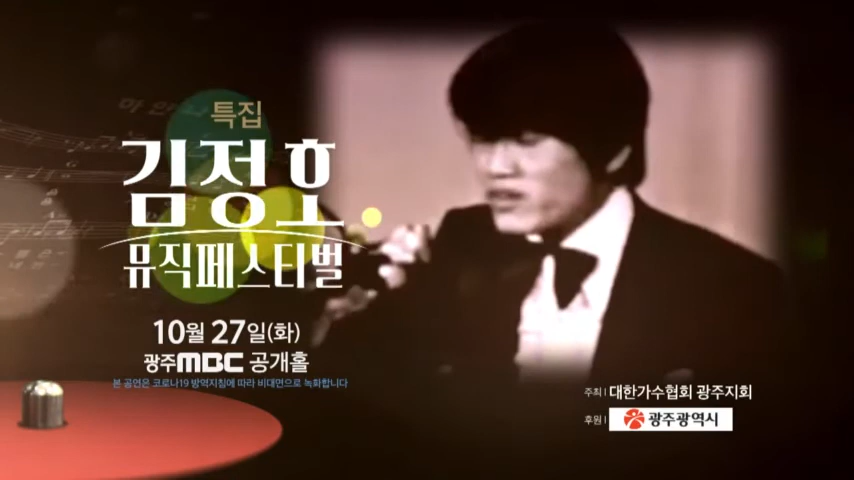 특집
김정호
뮤직페스티벌
10월 27일(화)
광주MBC 공개홀
본 공연은 코로나19 방역지침에 따라 비대면으로 녹화합니다
주최 | 대한가수협회 광주지회
후원 | 광주광역시